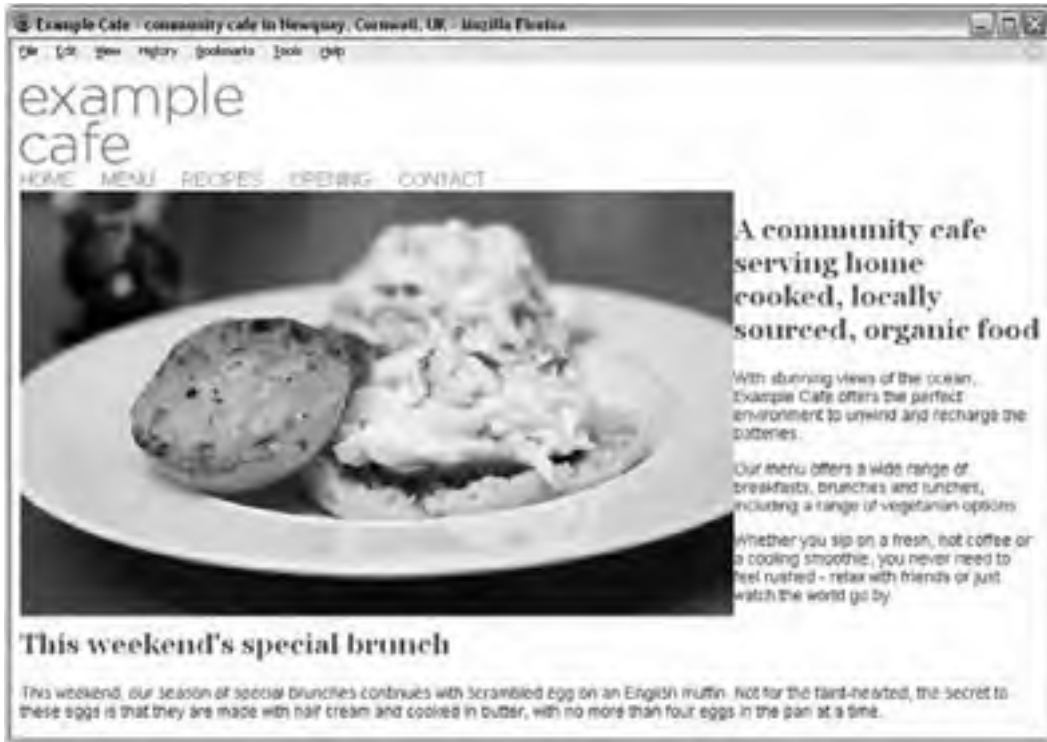 Example Cafe - community cafe in Newquay, Cornwall, UK - Mozilla Firefox
File Edit View History Bookmarks Tools Help
example
cafe
HOME MENU RECIPES OPENING CONTACT
A community cafe
serving home
cooked, locally
sourced, organic food
With stunning views of the ocean,
Example Cafe offers the perfect
environment to unwind and recharge the
batteries.
Our menu offers a wide range of
breakfasts, brunches and lunches,
including a range of vegetarian options.
Whether you sip on a fresh, hot coffee or
a cooling smoothie, you never need to
feel rushed - relax with friends or just
watch the world go by.
This weekend's special brunch
This weekend, our season of special brunches continues with scrambled egg on an English muffin. Not for the faint-hearted, the secret to
these eggs is that they are made with half cream and cooked in butter, with no more than four eggs in the pan at a time.